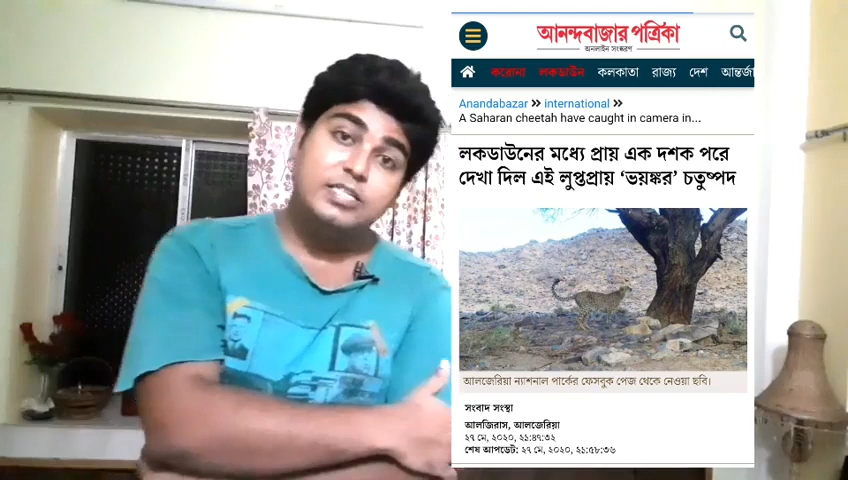 আনন্দবাজার পত্রিকা
অনলাইন সংস্করণ
করোনা লকডাউন কলকাতা রাজ্য দেশ আন্তর্জা
Anandabazar » international »
A Saharan cheetah have caught in camera in...
লকডাউনের মধ্যে প্রায় এক দশক পরে
দেখা দিল এই লুপ্তপ্রায় ‘ভয়ঙ্কর’ চতুষ্পদ
আলজেরিয়া ন্যাশনাল পার্কের ফেসবুক পেজ থেকে নেওয়া ছবি।
সংবাদ সংস্থা
আলজিরাস, আলজেরিয়া
২৭ মে, ২০২০, ২১:৪৭:৩২
শেষ আপডেট: ২৭ মে, ২০২০, ২১:৫৮:৩৬